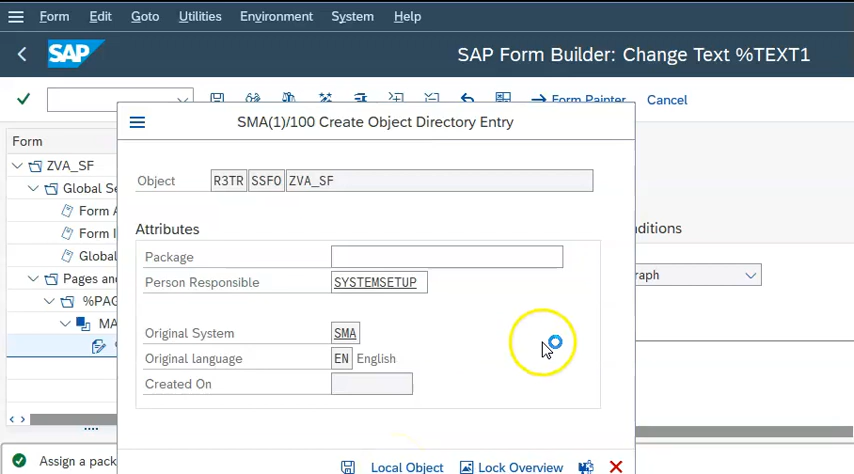 Form Edit Goto Utilities Environment System Help
SAP SAP Form Builder: Change Text %TEXT1
Form Painter Cancel
SMA(1)/100 Create Object Directory Entry
Form
ZVA_SF
Global Se
Form A
Form I
Global
Pages and
%PAG
MA
Object R3TR SSFO ZVA_SF
Attributes
Package
Person Responsible SYSTEMSETUP
Original System SMA
Original language EN English
Created On
Local Object Lock Overview
nditions
raph
Assign a pack